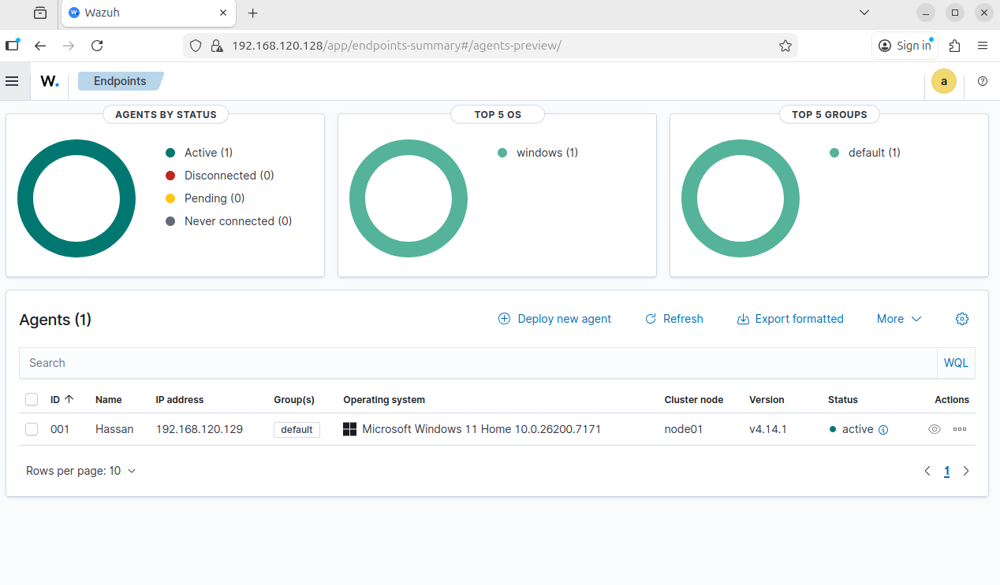 Wazuh
192.168.120.128/app/endpoints-summary#/agents-preview/
Sign in
W.
Endpoints
a
AGENTS BY STATUS
Active (1)
Disconnected (0)
Pending (0)
Never connected (0)
TOP 5 OS
windows (1)
TOP 5 GROUPS
default (1)
Agents (1)
Deploy new agent
Refresh
Export formatted
More
Search
WQL
ID Name IP address Group(s) Operating system Cluster node Version Status Actions
001 Hassan 192.168.120.129 default Microsoft Windows 11 Home 10.0.26200.7171 node01 v4.14.1 active
Rows per page: 10
1